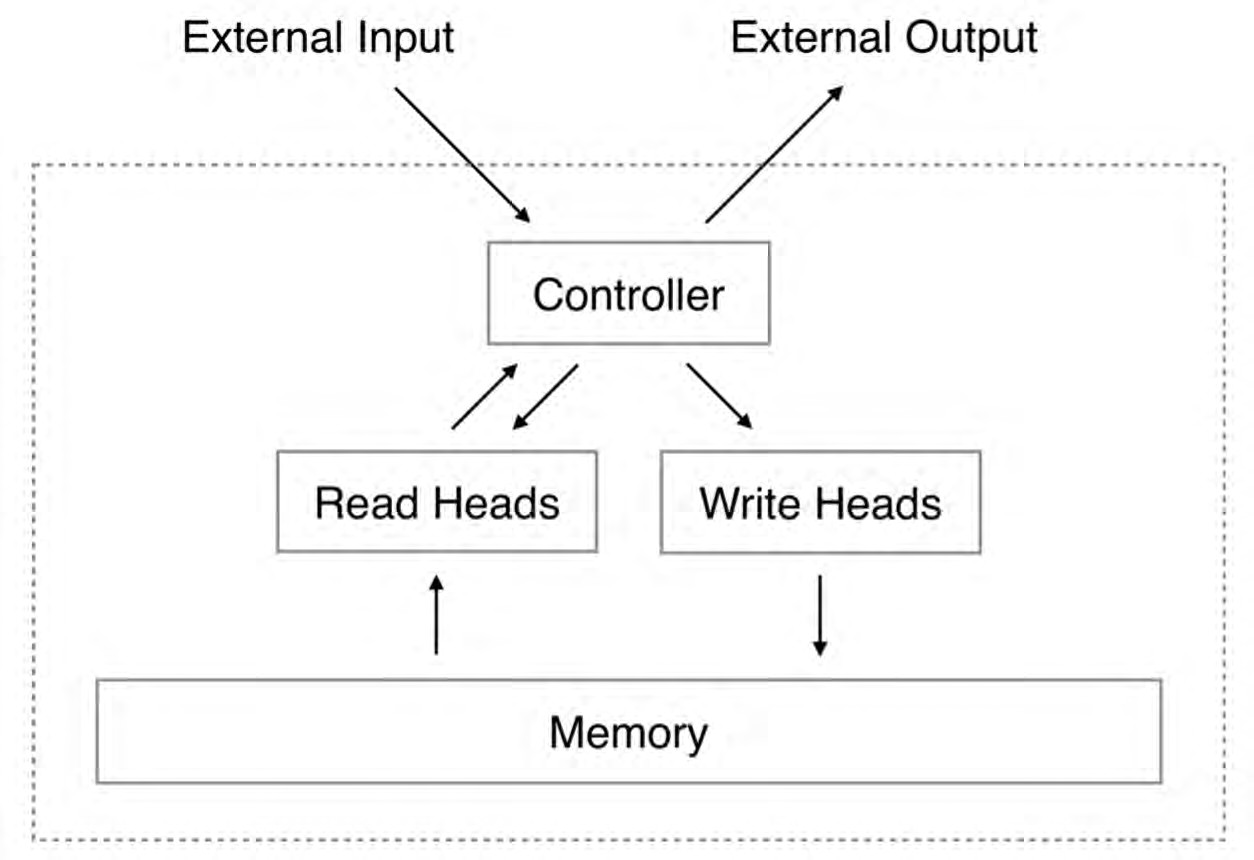 External Input
External Output
Controller
Read Heads
Write Heads
Memory